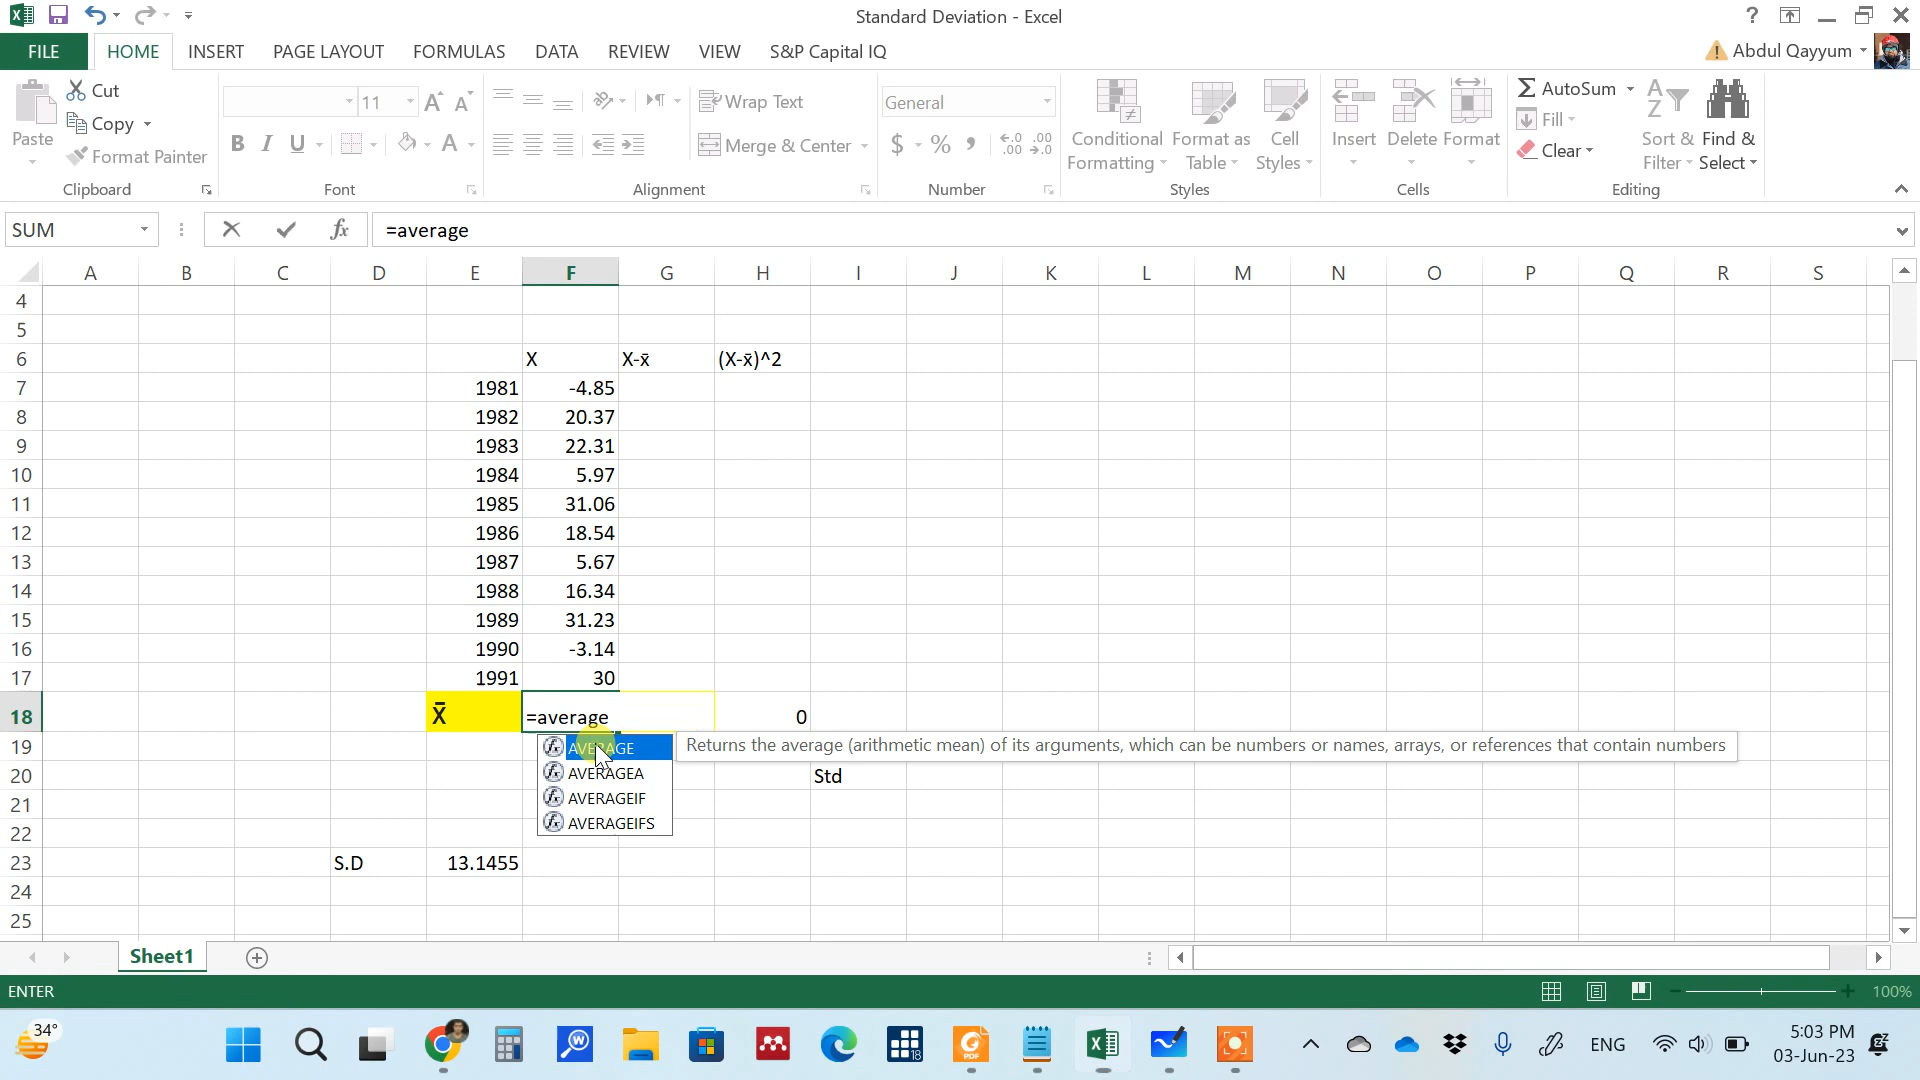 Standard Deviation - Excel
?
FILE
HOME
INSERT
PAGE LAYOUT
FORMULAS
DATA
REVIEW
VIEW
S&P Capital IQ
Abdul Qayyum
Paste
Cut
Copy
Format Painter
Clipboard
11
B I U
Font
Wrap Text
Merge & Center
Alignment
General
$ % ,
Number
Conditional Formatting
Format as Table
Cell Styles
Styles
Insert
Delete
Format
Cells
AutoSum
Fill
Clear
Sort & Filter
Find & Select
Editing
SUM
fx
=average
A B C D E F G H I J K L M N O P Q R S
4
5
6 X X-x̄ (X-x̄)^2
7 1981 -4.85
8 1982 20.37
9 1983 22.31
10 1984 5.97
11 1985 31.06
12 1986 18.54
13 1987 5.67
14 1988 16.34
15 1989 31.23
16 1990 -3.14
17 1991 30
18 X̄ =average 0
AVERAGE
Returns the average (arithmetic mean) of its arguments, which can be numbers or names, arrays, or references that contain numbers
AVERAGEA
AVERAGEIF
AVERAGEIFS
19
20 Std
21
22
23 S.D 13.1455
24
25
Sheet1
ENTER
100%
34°
18
PDF
ENG
5:03 PM
03-Jun-23